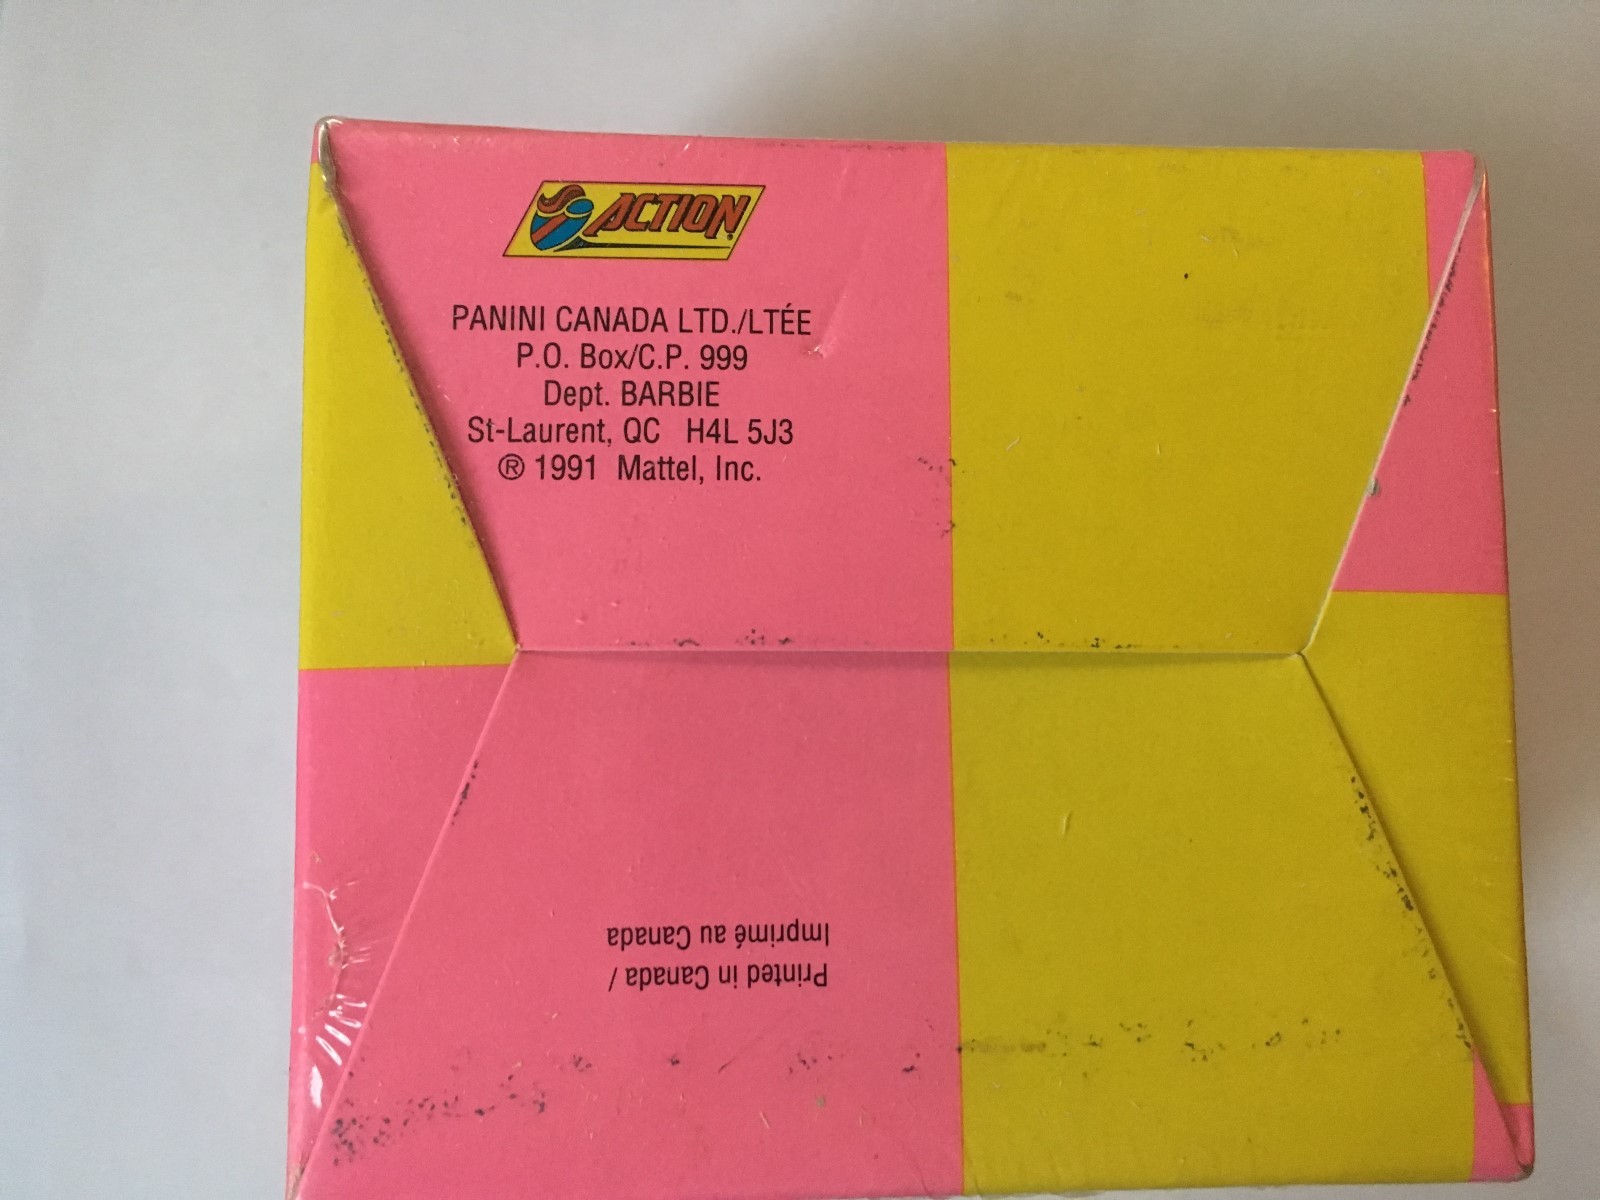 ACTION
PANINI CANADA LTD./LTÉE
P.O. Box/C.P. 999
Dept. BARBIE
St-Laurent, QC H4L 5J3
® 1991 Mattel, Inc.
Printed in Canada /
Imprimé au Canada